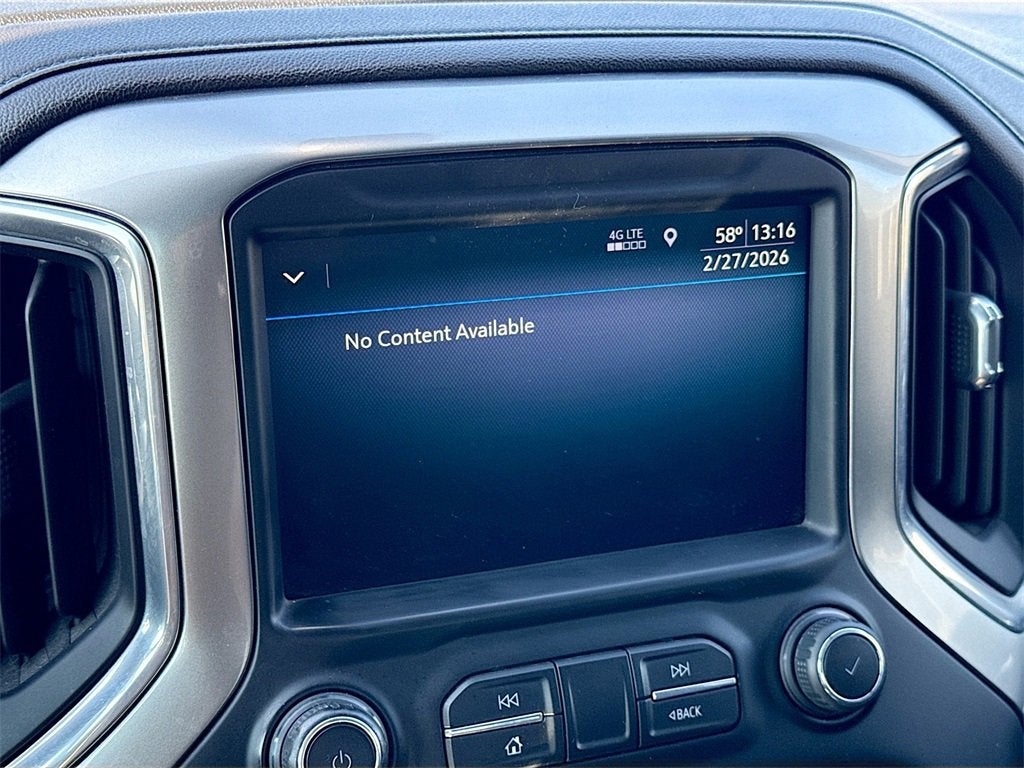 4G LTE
58° 13:16
2/27/2026
No Content Available
BACK